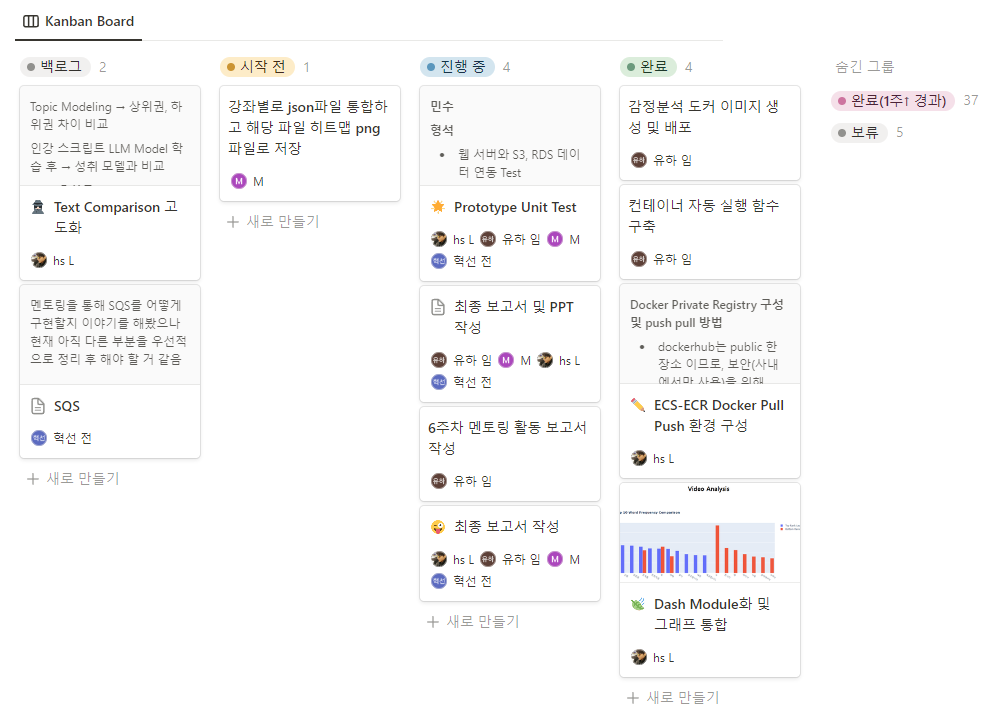 Kanban Board
백로그 2
Topic Modeling → 상위권, 하
위권 차이 비교
인강 스크립트 LLM Model 학
습 후 → 성취 모델과 비교
Text Comparison 고
도화
hs L
멘토링을 통해 SQS를 어떻게
구현할지 이야기를 해봤으나
현재 아직 다른 부분을 우선적
으로 정리 후 해야 할 거 같음
SQS
혁선 혁선 전
+ 새로 만들기
시작 전 1
강좌별로 json파일 통합하
고 해당 파일 히트맵 png
파일로 저장
M M
+ 새로 만들기
진행 중 4
민수
형석
• 웹 서버와 S3, RDS 데이
터 연동 Test
Prototype Unit Test
hs L 유하 유하 임 M M
혁선 혁선 전
최종 보고서 및 PPT
작성
유하 유하 임 M M hs L
혁선 혁선 전
6주차 멘토링 활동 보고서
작성
유하 유하 임
최종 보고서 작성
hs L 유하 유하 임 M M
혁선 혁선 전
+ 새로 만들기
완료 4
감정분석 도커 이미지 생
성 및 배포
유하 유하 임
컨테이너 자동 실행 함수
구축
유하 유하 임
Docker Private Registry 구성
및 push pull 방법
• dockerhub는 public 한
장소 이므로, 보안(사내
에서만 사용)을 위해
ECS-ECR Docker Pull
Push 환경 구성
hs L
Video Analysis
p 10 Word Frequency Comparison
Dash Module화 및
그래프 통합
hs L
+ 새로 만들기
숨긴 그룹
완료(1주↑ 경과) 37
보류 5